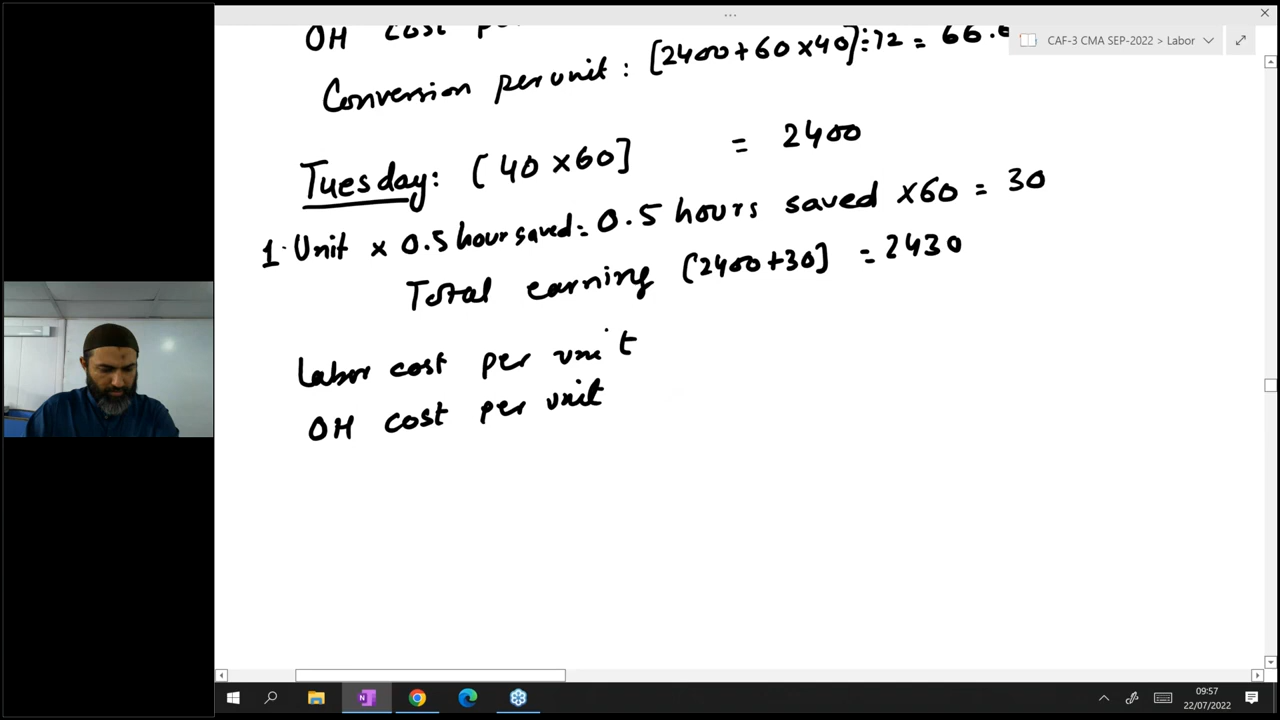 OH cost
CAF-3 CMA SEP-2022 > Labor
Conversion per unit : [2400+60×40]÷72 = 66.
Tuesday: [40×60] = 2400
1. Unit × 0.5 hour saved = 0.5 hours saved ×60 = 30
Total earning [2400+30] = 2430
Labor cost per unit
OH cost per unit
09:57
22/07/2022